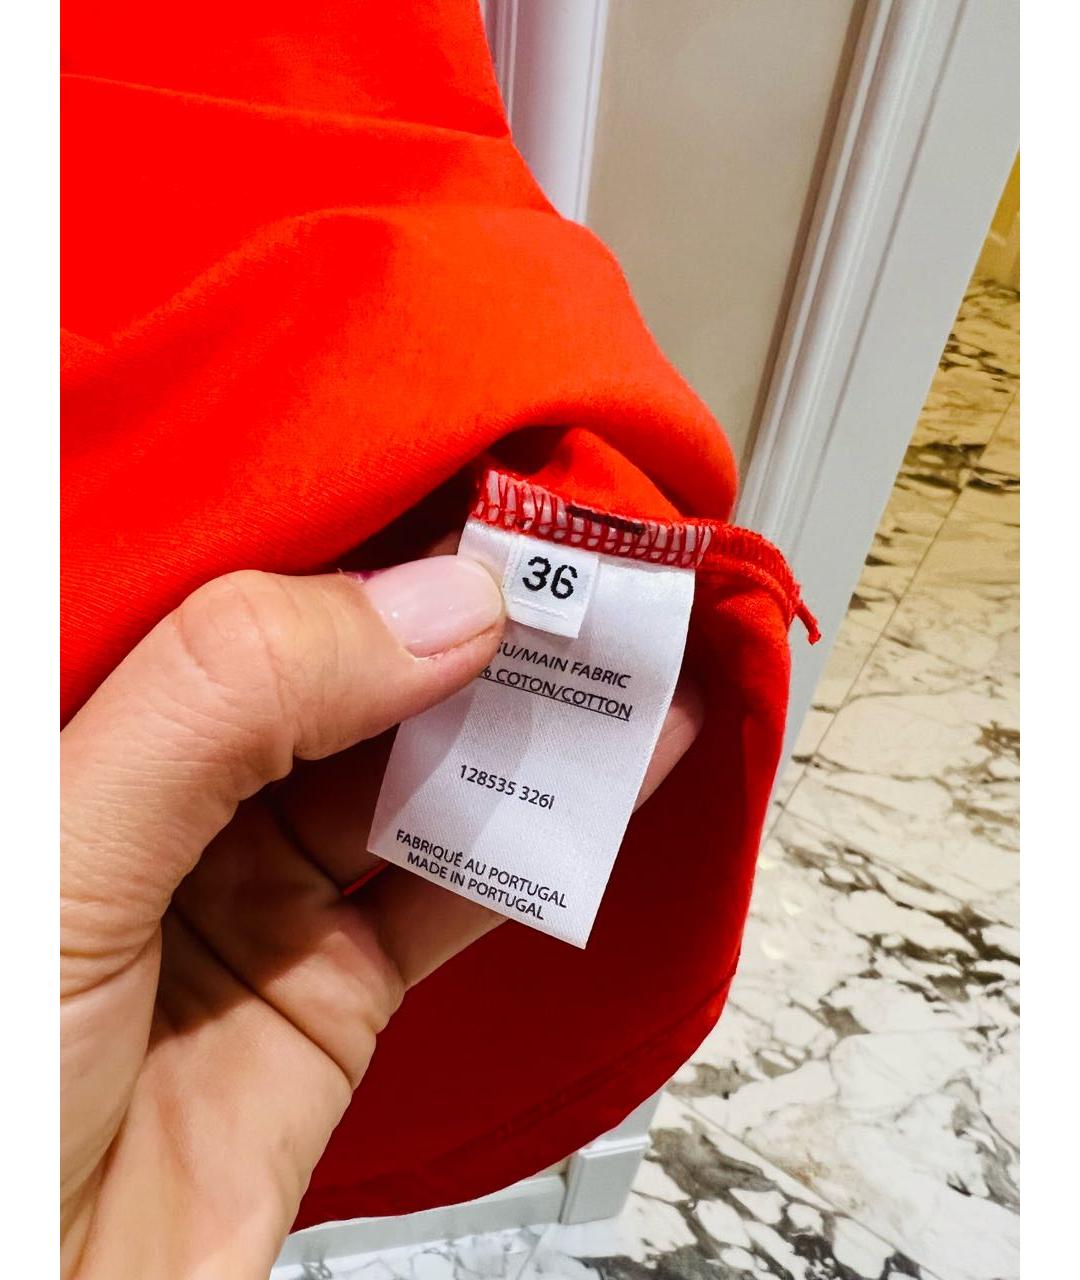 36
MAIN FABRIC
% COTON/COTTON
128535 326I
FABRIQUÉ AU PORTUGAL
MADE IN PORTUGAL